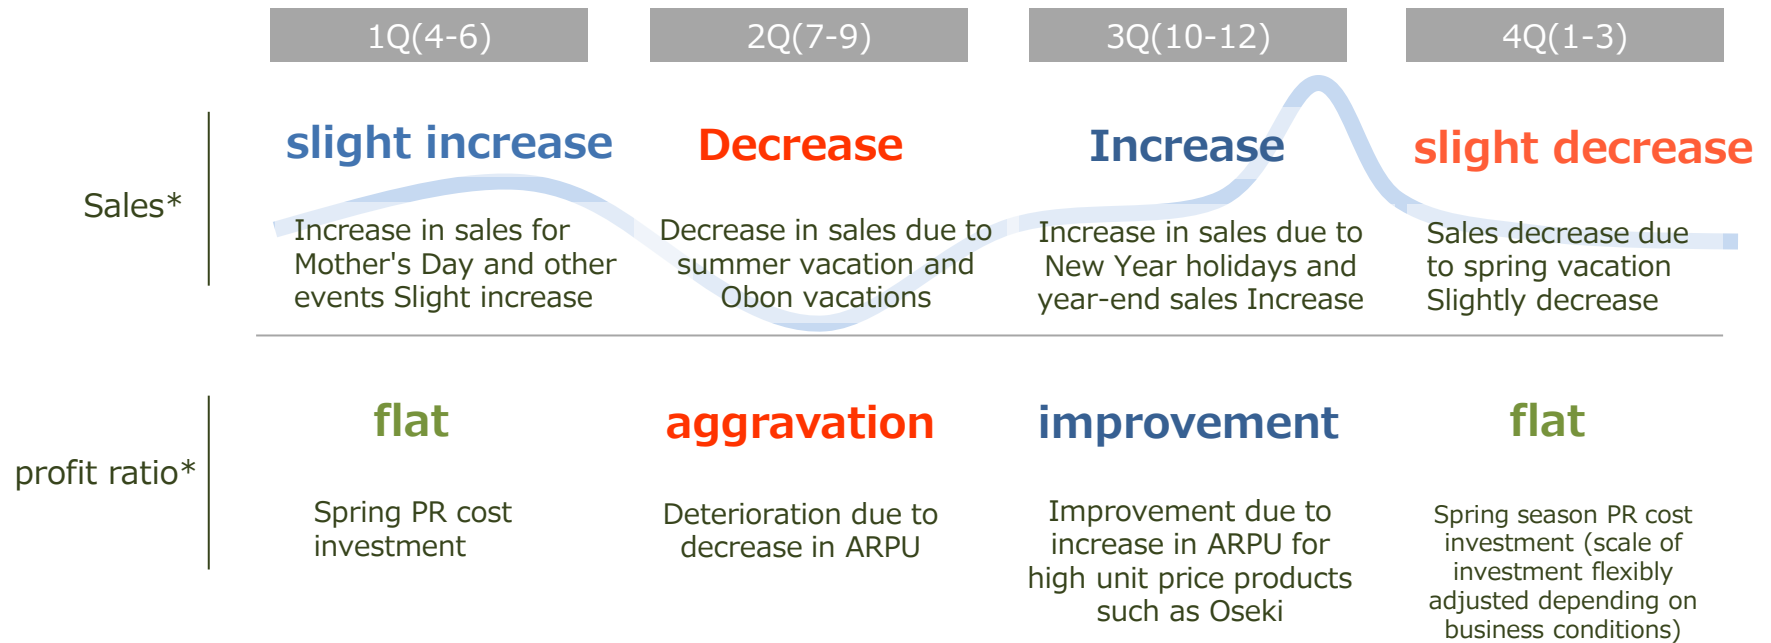 1Q(4-6)
2Q(7-9)
3Q(10-12)
4Q(1-3)
Sales*
slight increase
Increase in sales for
Mother's Day and other
events Slight increase
Decrease
Decrease in sales due to
summer vacation and
Obon vacations
Increase
Increase in sales due to
New Year holidays and
year-end sales Increase
slight decrease
Sales decrease due
to spring vacation
Slightly decrease
profit ratio*
flat
Spring PR cost
investment
aggravation
Deterioration due to
decrease in ARPU
improvement
Improvement due to
increase in ARPU for
high unit price products
such as Oseki
flat
Spring season PR cost
investment (scale of
investment flexibly
adjusted depending on
business conditions)